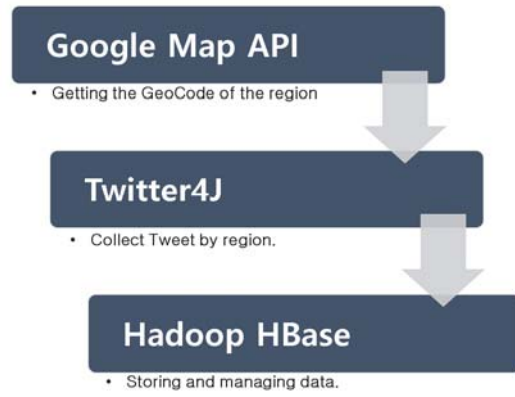 Google Map API
• Getting the GeoCode of the region
Twitter4J
• Collect Tweet by region.
Hadoop HBase
• Storing and managing data.